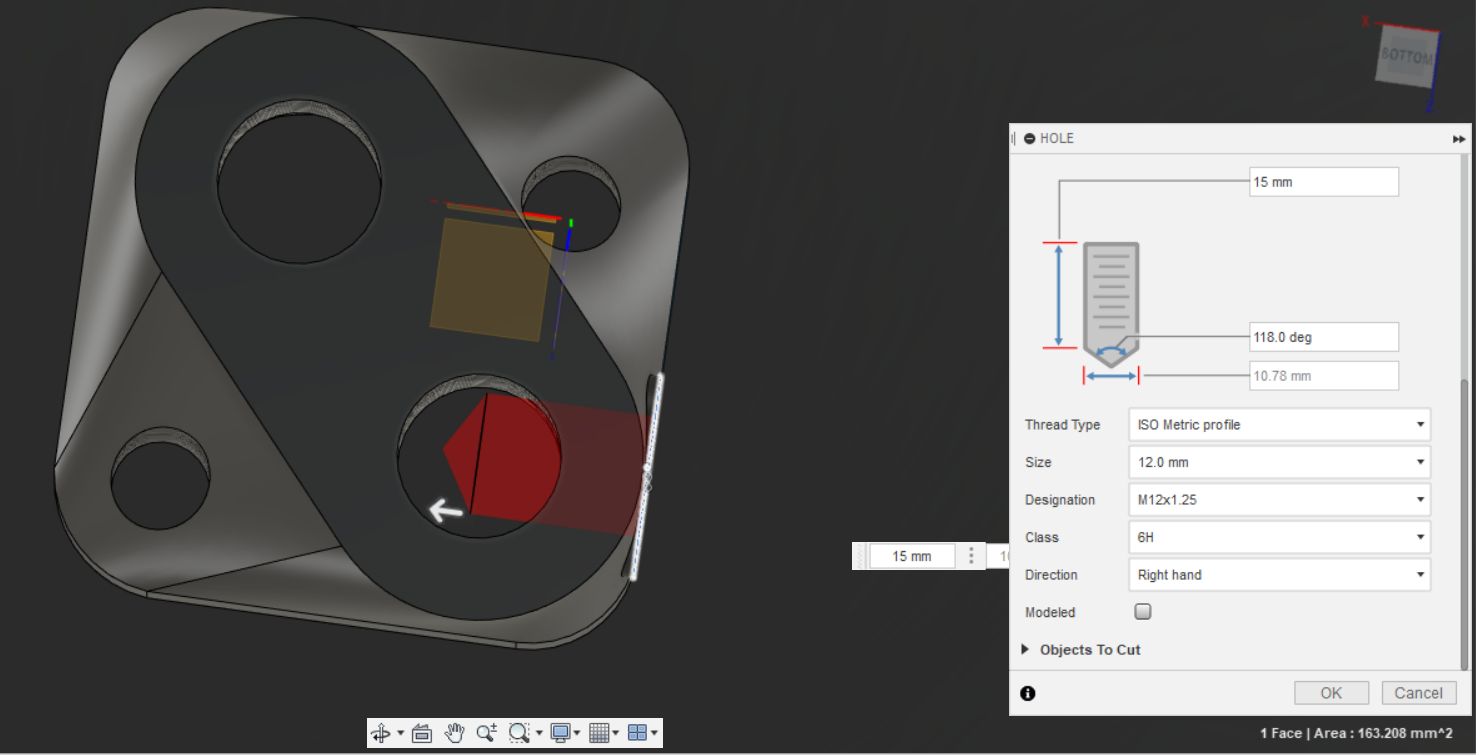 X
BOTTOM
HOLE
15 mm
118.0 deg
10.78 mm
Thread Type ISO Metric profile
Size 12.0 mm
Designation M12x1.25
15 mm
Class 6H
Direction Right hand
Modeled
Objects To Cut
OK Cancel
1 Face | Area : 163.208 mm^2